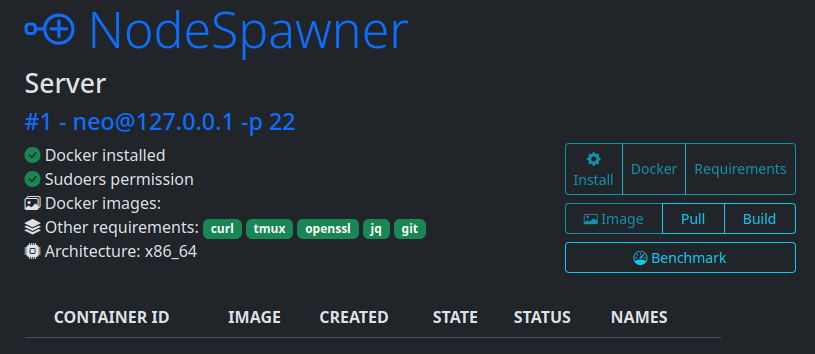 NodeSpawner
Server
#1 - neo@127.0.0.1 -p 22
Docker installed
Sudoers permission
Docker images:
Other requirements: curl tmux openssl jq git
Architecture: x86_64
Install Docker Requirements
Image Pull Build
Benchmark
CONTAINER ID IMAGE CREATED STATE STATUS NAMES